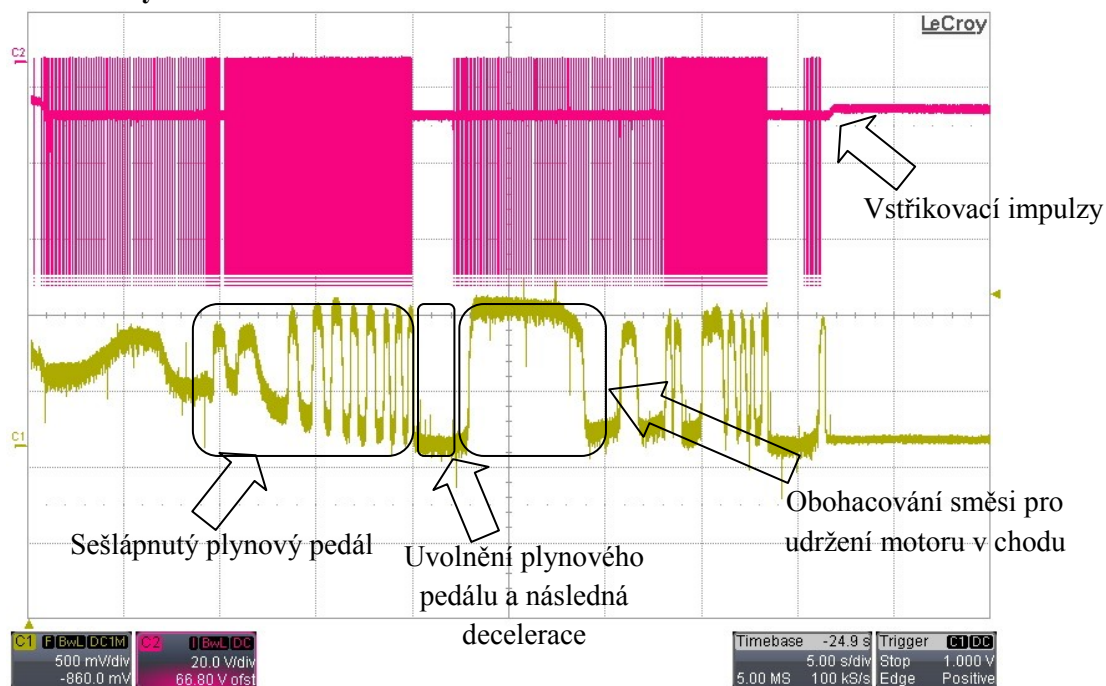 LeCroy
C2
Vstřikovací impulzy
C1
Obohacování směsi pro
udržení motoru v chodu
Sešlápnutý plynový pedál
Uvolnění plynového
pedálu a následná
decelerace
C1 F BwL DC1M
500 mV/div
-860.0 mV
C2 I BwL DC
20.0 V/div
66.80 V ofst
Timebase -24.9 s
5.00 s/div
5.00 MS 100 kS/s
Trigger C1 DC
Stop 1.000 V
Edge Positive